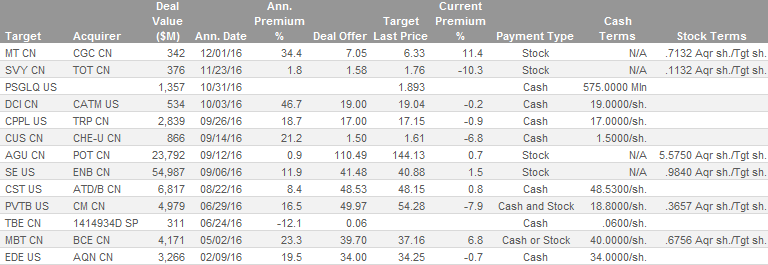 Deal Ann. Current
Value Premium Target Premium Cash
Target Acquirer ($M) Ann. Date % Deal Offer Last Price % Payment Type Terms Stock Terms
MT CN CGC CN 342 12/01/16 34.4 7.05 6.33 11.4 Stock N/A .7132 Aqr sh./Tgt sh.
SVY CN TOT CN 376 11/23/16 1.8 1.58 1.76 -10.3 Stock N/A .1132 Aqr sh./Tgt sh.
PSGLQ US 1,357 10/31/16 1.893 Cash 575.0000 Mln
DCI CN CATM US 534 10/03/16 46.7 19.00 19.04 -0.2 Cash 19.0000/sh.
CPPL US TRP CN 2,839 09/26/16 18.7 17.00 17.15 -0.9 Cash 17.0000/sh.
CUS CN CHE-U CN 866 09/14/16 21.2 1.50 1.61 -6.8 Cash 1.5000/sh.
AGU CN POT CN 23,792 09/12/16 0.9 110.49 144.13 0.7 Stock N/A 5.5750 Aqr sh./Tgt sh.
SE US ENB CN 54,987 09/06/16 11.9 41.48 40.88 1.5 Stock N/A .9840 Aqr sh./Tgt sh.
CST US ATD/B CN 6,817 08/22/16 8.4 48.53 48.15 0.8 Cash 48.5300/sh.
PVTB US CM CN 4,979 06/29/16 16.5 49.97 54.28 -7.9 Cash and Stock 18.8000/sh. .3657 Aqr sh./Tgt sh.
TBE CN 1414934D SP 311 06/24/16 -12.1 0.06 Cash .0600/sh.
MBT CN BCE CN 4,171 05/02/16 23.3 39.70 37.16 6.8 Cash or Stock 40.0000/sh. .6756 Aqr sh./Tgt sh.
EDE US AQN CN 3,266 02/09/16 19.5 34.00 34.25 -0.7 Cash 34.0000/sh.